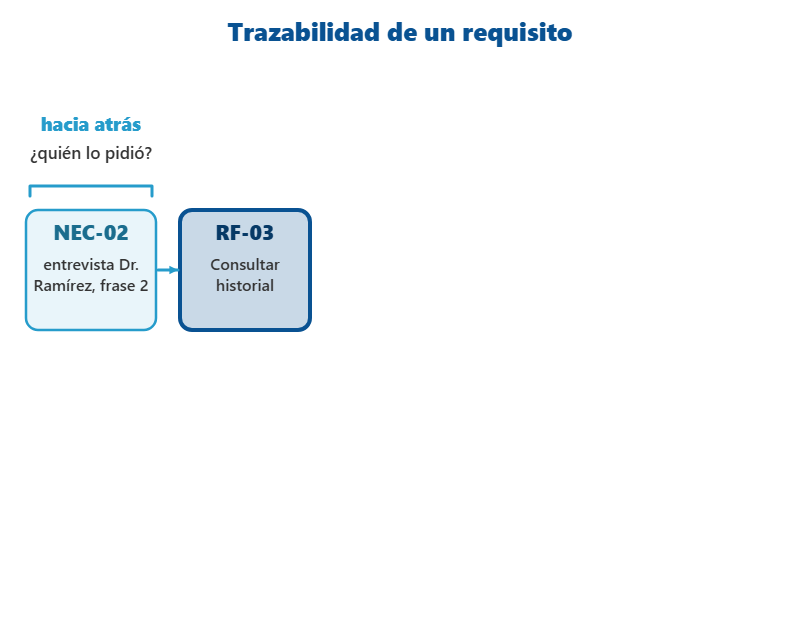 Trazabilidad de un requisito
hacia atrás
¿quién lo pidió?
NEC-02
entrevista Dr.
Ramírez, frase 2
RF-03
Consultar
historial